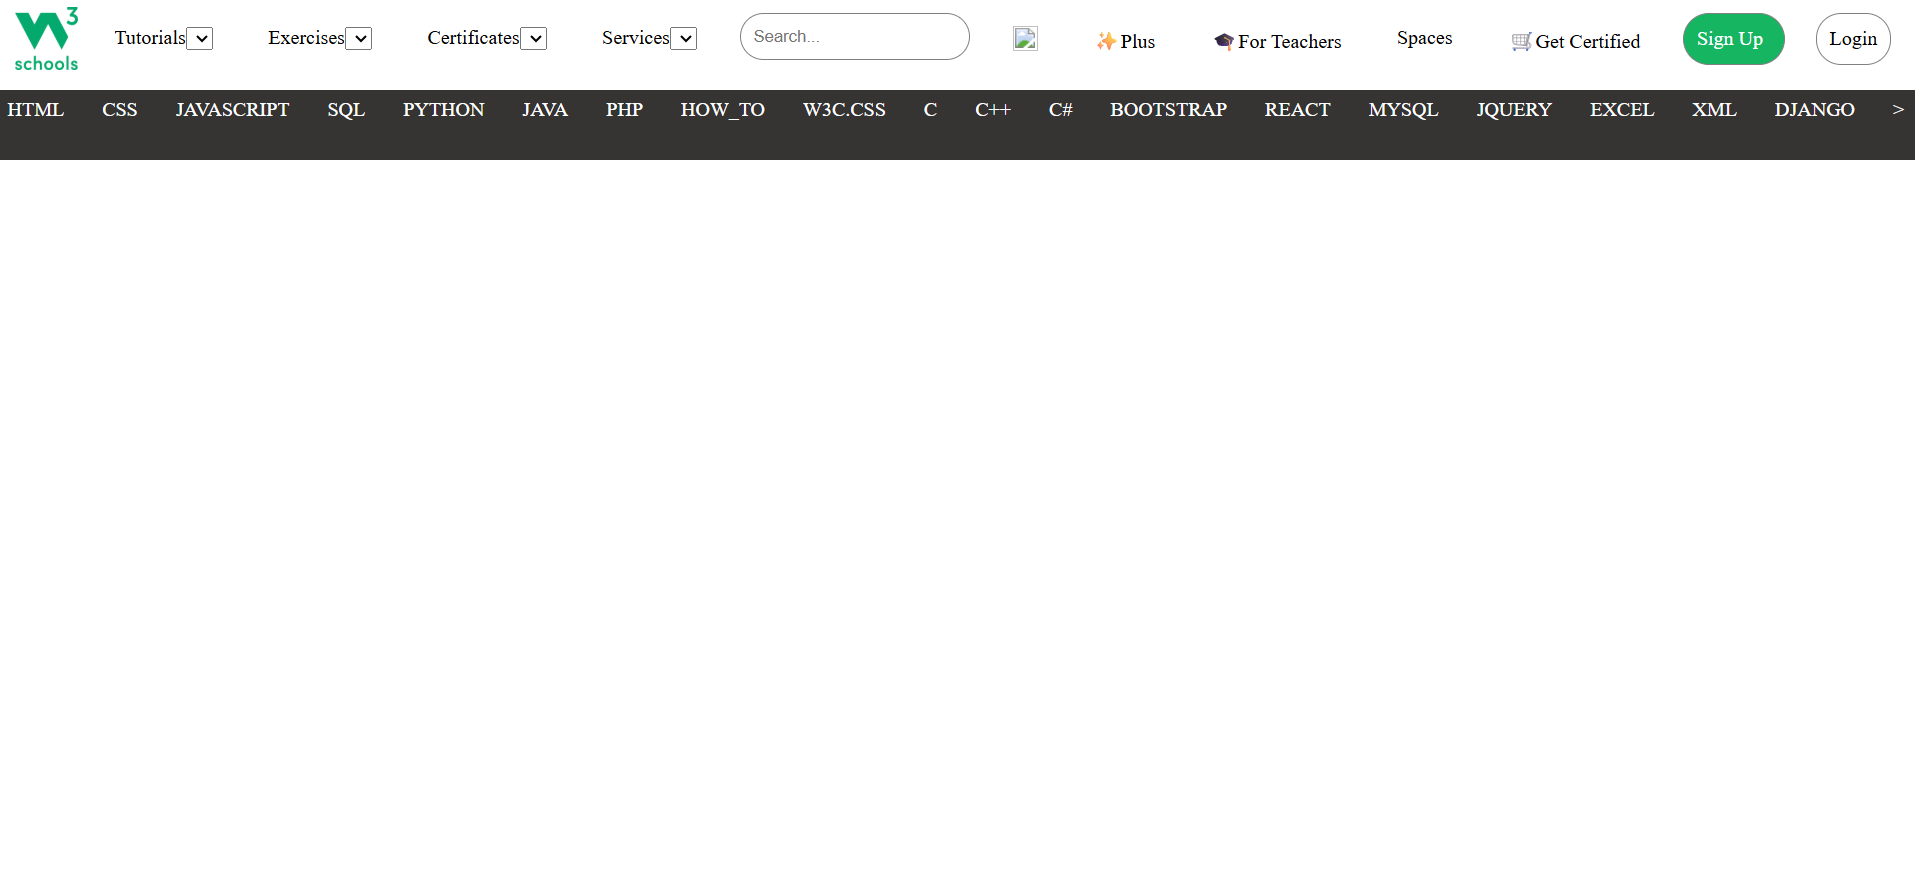 W3 schools Tutorials Exercises Certificates Services Search... ✨Plus 🎓For Teachers Spaces 🛒Get Certified Sign Up Login
HTML CSS JAVASCRIPT SQL PYTHON JAVA PHP HOW_TO W3C.CSS C C++ C# BOOTSTRAP REACT MYSQL JQUERY EXCEL XML DJANGO >